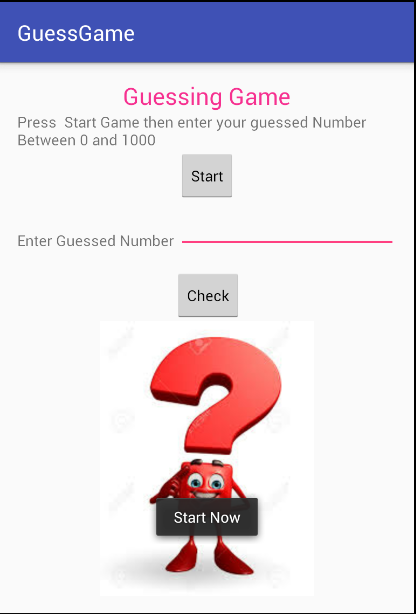 GuessGame
Guessing Game
Press Start Game then enter your guessed Number
Between 0 and 1000
Start
Enter Guessed Number
Check
Start Now